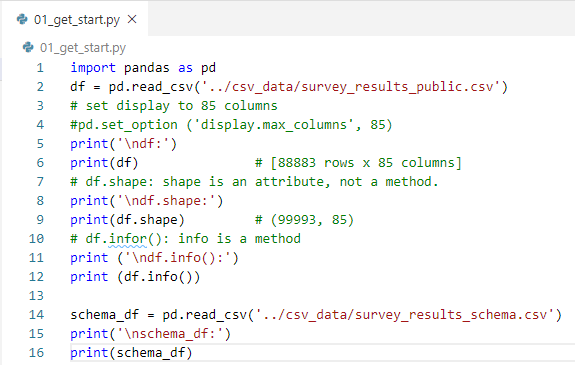 01_get_start.py ×
01_get_start.py
1 import pandas as pd
2 df = pd.read_csv('../csv_data/survey_results_public.csv')
3 # set display to 85 columns
4 #pd.set_option ('display.max_columns', 85)
5 print('\ndf:')
6 print(df) # [88883 rows x 85 columns]
7 # df.shape: shape is an attribute, not a method.
8 print('\ndf.shape:')
9 print(df.shape) # (99993, 85)
10 # df.infor(): info is a method
11 print ('\ndf.info():')
12 print (df.info())
13
14 schema_df = pd.read_csv('../csv_data/survey_results_schema.csv')
15 print('\nschema_df:')
16 print(schema_df)